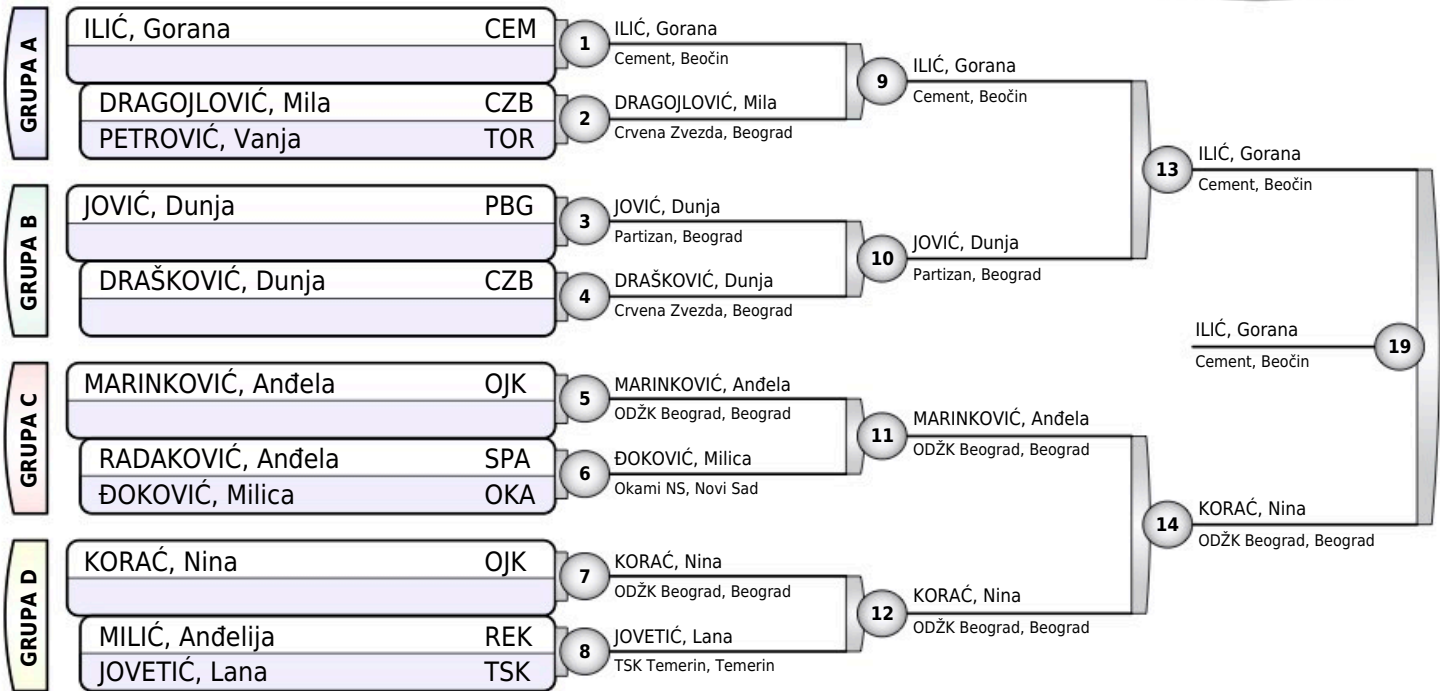 GRUPA A
ILIĆ, Gorana CEM
DRAGOJLOVIĆ, Mila CZB
PETROVIĆ, Vanja TOR
GRUPA B
JOVIĆ, Dunja PBG
DRAŠKOVIĆ, Dunja CZB
GRUPA C
MARINKOVIĆ, Anđela OJK
RADAKOVIĆ, Anđela SPA
ĐOKOVIĆ, Milica OKA
GRUPA D
KORAĆ, Nina OJK
MILIĆ, Anđelija REK
JOVETIĆ, Lana TSK
1
ILIĆ, Gorana
Cement, Beočin
2
DRAGOJLOVIĆ, Mila
Crvena Zvezda, Beograd
3
JOVIĆ, Dunja
Partizan, Beograd
4
DRAŠKOVIĆ, Dunja
Crvena Zvezda, Beograd
5
MARINKOVIĆ, Anđela
ODŽK Beograd, Beograd
6
ĐOKOVIĆ, Milica
Okami NS, Novi Sad
7
KORAĆ, Nina
ODŽK Beograd, Beograd
8
JOVETIĆ, Lana
TSK Temerin, Temerin
9
ILIĆ, Gorana
Cement, Beočin
10
JOVIĆ, Dunja
Partizan, Beograd
11
MARINKOVIĆ, Anđela
ODŽK Beograd, Beograd
12
KORAĆ, Nina
ODŽK Beograd, Beograd
13
ILIĆ, Gorana
Cement, Beočin
14
KORAĆ, Nina
ODŽK Beograd, Beograd
ILIĆ, Gorana
Cement, Beočin
19